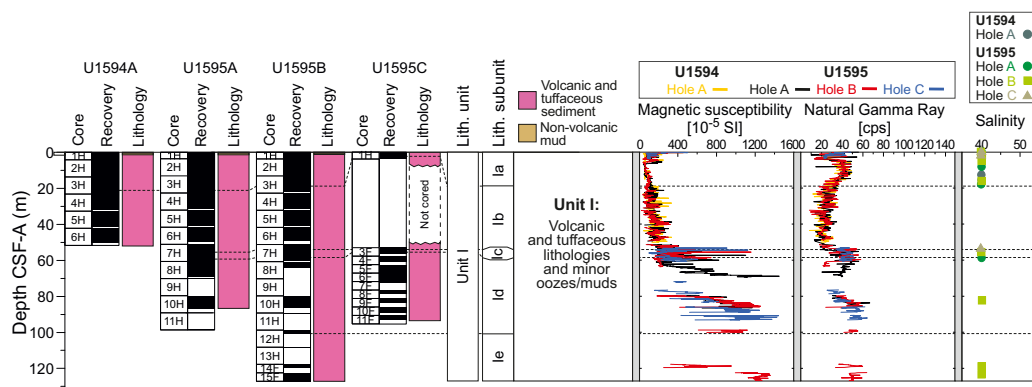 U1594
Hole A
U1595
Hole A
Hole B
Hole C
U1594A
U1595A
U1595B
U1595C
Core
Recovery
Lithology
Core
Recovery
Lithology
Core
Recovery
Lithology
Core
Recovery
Lithology
Lith. unit
Volcanic and tuffaceous sediment
Non-volcanic mud
Lith. subunit
U1594 U1595
Hole A Hole A Hole B Hole C
Magnetic susceptibility
[10⁻⁵ SI]
Natural Gamma Ray
[cps]
Salinity
0 400 800 1200 1600
0 20 40 60 80 100 120 140
30 40 50
Depth CSF-A (m)
0
20
40
60
80
100
120
1H
2H
3H
4H
5H
6H
1H
2H
3H
4H
5H
6H
7H
8H
9H
10H
11H
1H
2H
3H
4H
5H
6H
7H
8H
9H
10H
11H
12H
13H
14F
15F
1H
3F
4F
5F
6F
7F
8F
9F
10F
11F
Not cored
Unit I
Ia
Ib
Ic
Id
Ie
Unit I:
Volcanic
and tuffaceous
lithologies
and minor
oozes/muds